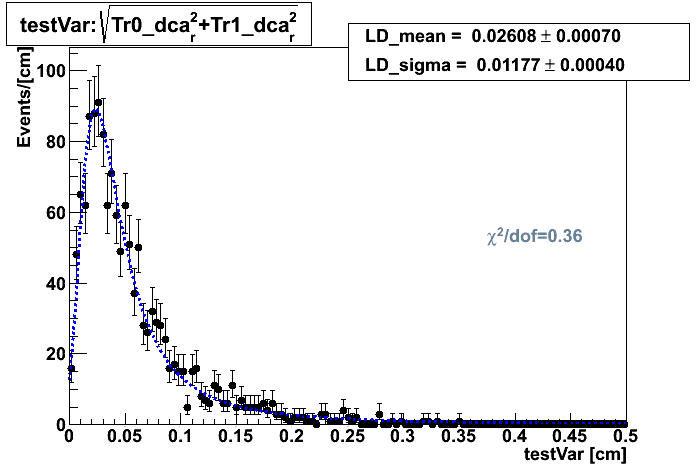 testVar:√Tr0_dca²ᵣ+Tr1_dca²ᵣ
LD_mean = 0.02608 ± 0.00070
LD_sigma = 0.01177 ± 0.00040
Events/[cm]
100
80
60
40
20
0
χ²/dof=0.36
0 0.05 0.1 0.15 0.2 0.25 0.3 0.35 0.4 0.45 0.5
testVar [cm]